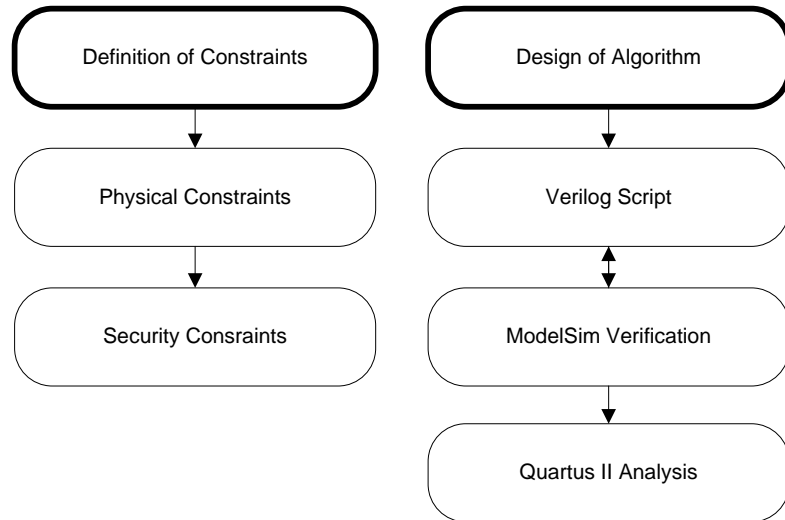 Definition of Constraints
Physical Constraints
Security Consraints
Design of Algorithm
Verilog Script
ModelSim Verification
Quartus II Analysis